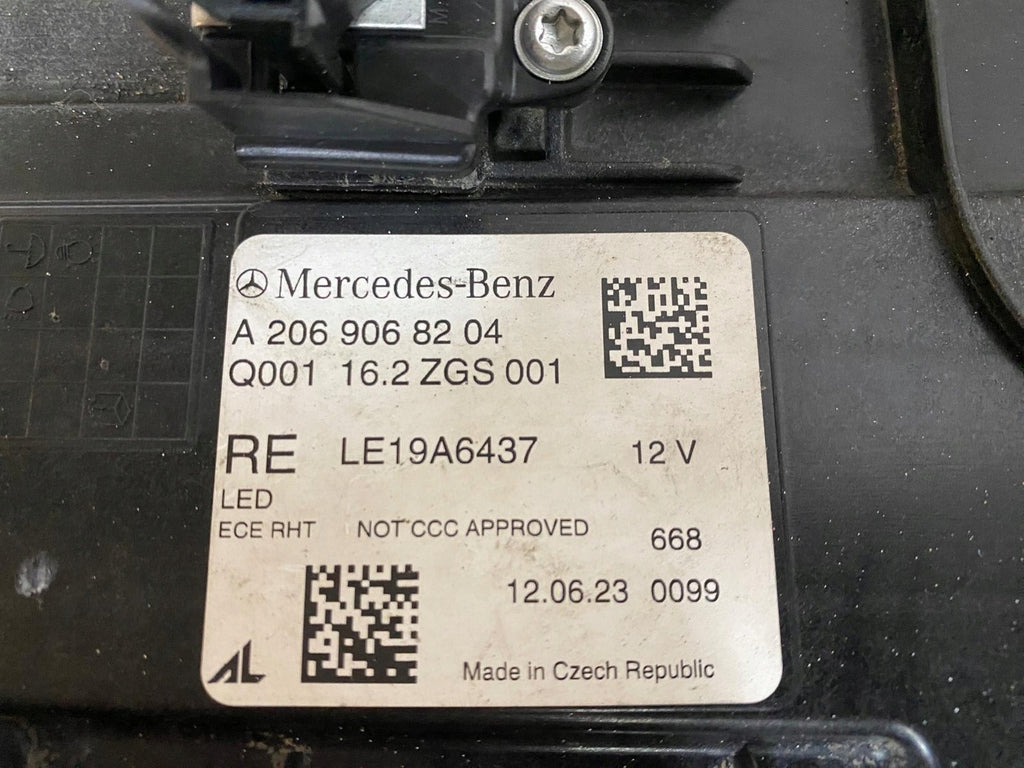 Mercedes-Benz
A 206 906 82 04
Q001 16.2 ZGS 001
RE LE19A6437 12 V
LED
ECE RHT NOT CCC APPROVED 668
12.06.23 0099
AL Made in Czech Republic